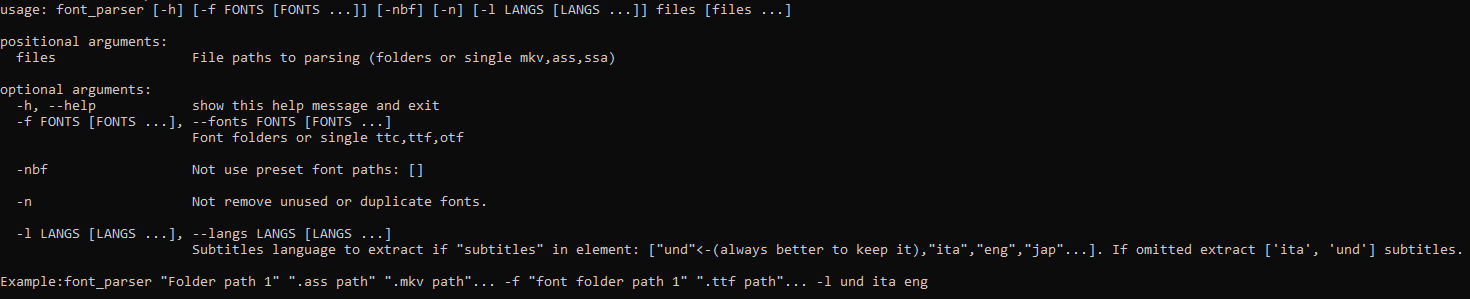 usage: font_parser [-h] [-f FONTS [FONTS ...]] [-nbf] [-n] [-l LANGS [LANGS ...]] files [files ...]
positional arguments:
files File paths to parsing (folders or single mkv,ass,ssa)
optional arguments:
-h, --help show this help message and exit
-f FONTS [FONTS ...], --fonts FONTS [FONTS ...]
Font folders or single ttc,ttf,otf
-nbf Not use preset font paths: []
-n Not remove unused or duplicate fonts.
-l LANGS [LANGS ...], --langs LANGS [LANGS ...]
Subtitles language to extract if "subtitles" in element: ["und"<-(always better to keep it),"ita","eng","jap"...]. If omitted extract ['ita', 'und'] subtitles.
Example:font_parser "Folder path 1" ".ass path" ".mkv path"... -f "font folder path 1" ".ttf path"... -l und ita eng